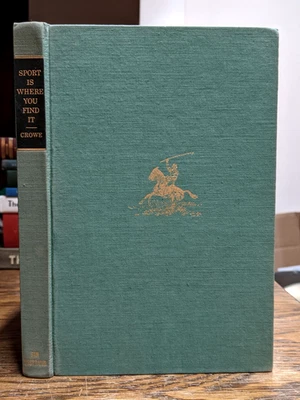 SPORT
IS
WHERE
YOU
FIND
IT
CROWE